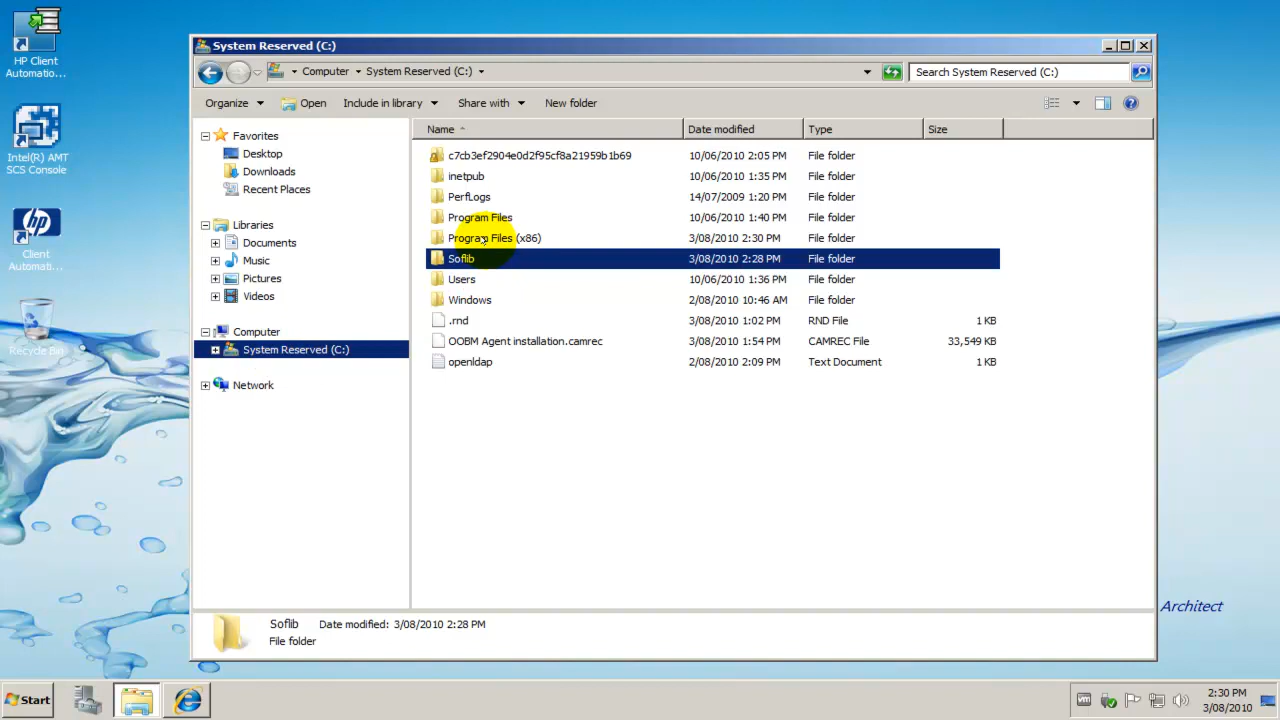 HP Client
Automatio...
Intel(R) AMT
SCS Console
Client
Automati...
Recycle Bin
System Reserved (C:)
Computer
System Reserved (C:)
Search System Reserved (C:)
Organize
Open
Include in library
Share with
New folder
Favorites
Desktop
Downloads
Recent Places
Libraries
Documents
Music
Pictures
Videos
Computer
System Reserved (C:)
Network
Name Date modified Type Size
c7cb3ef2904e0d2f95cf8a21959b1b69 10/06/2010 2:05 PM File folder
inetpub 10/06/2010 1:35 PM File folder
PerfLogs 14/07/2009 1:20 PM File folder
Program Files 10/06/2010 1:40 PM File folder
Program Files (x86) 3/08/2010 2:30 PM File folder
Soflib 3/08/2010 2:28 PM File folder
Users 10/06/2010 1:36 PM File folder
Windows 2/08/2010 10:46 AM File folder
.rnd 3/08/2010 1:02 PM RND File 1 KB
OOBM Agent installation.camrec 3/08/2010 1:54 PM CAMREC File 33,549 KB
openldap 2/08/2010 2:09 PM Text Document 1 KB
Soflib Date modified: 3/08/2010 2:28 PM
File folder
Architect
Start
2:30 PM
3/08/2010